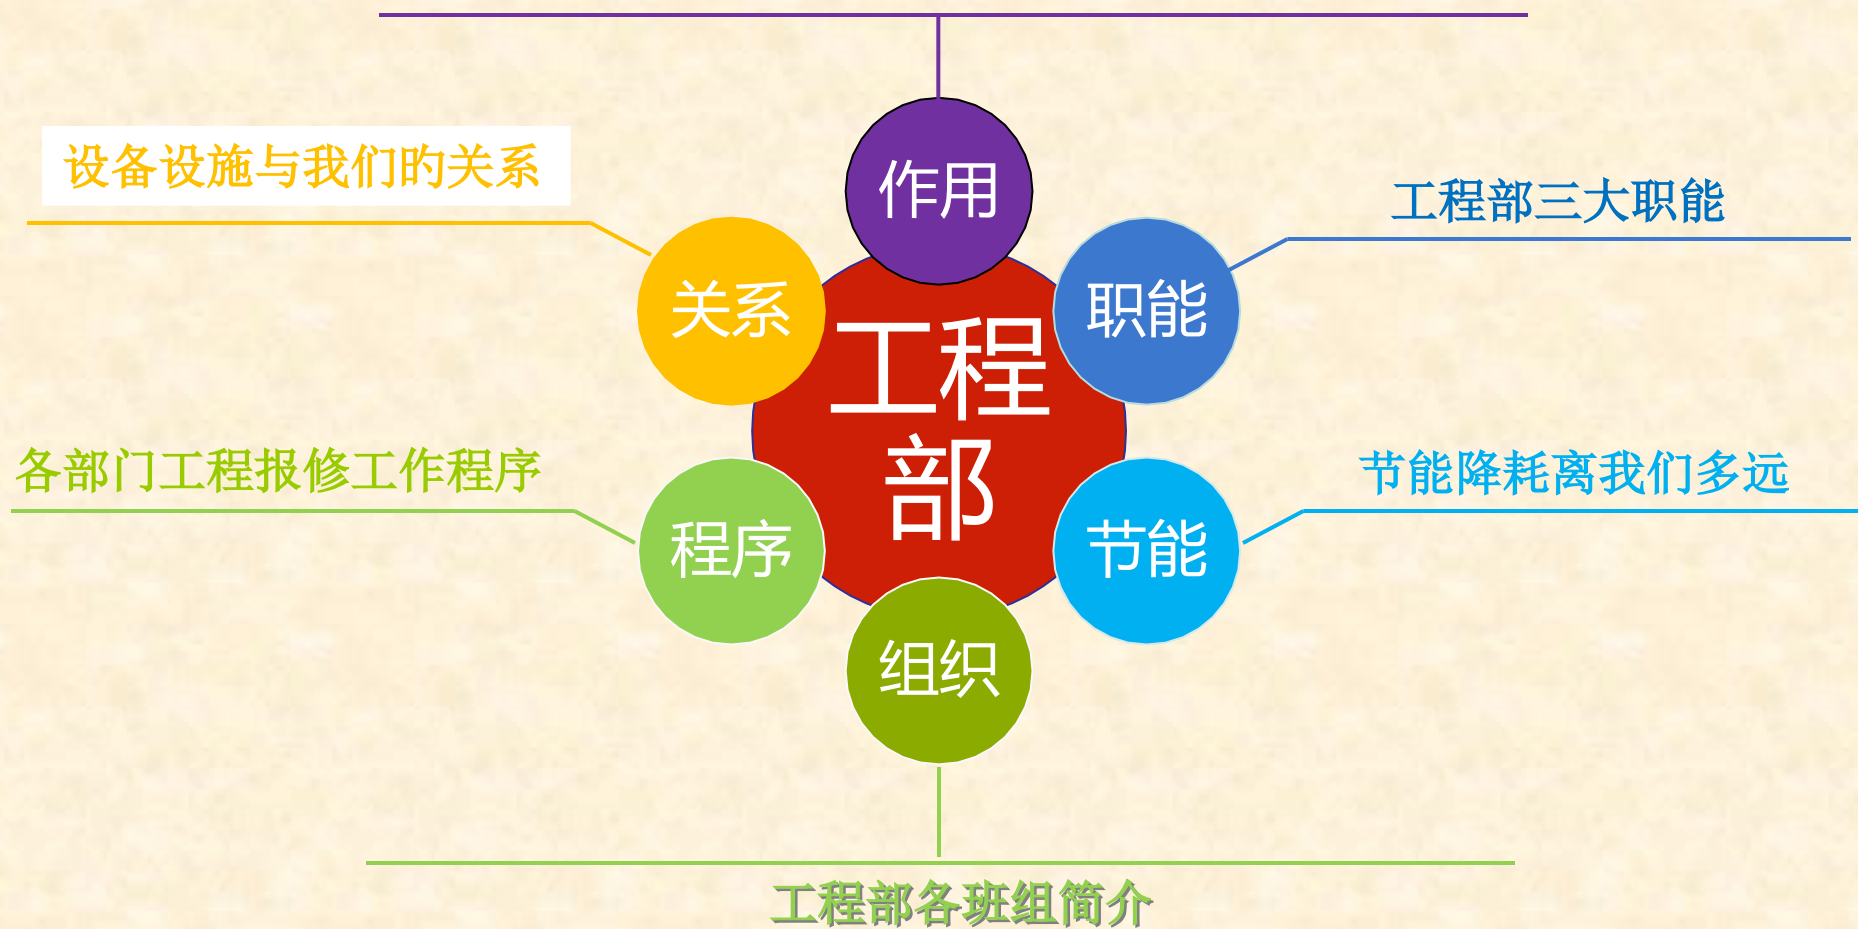 设备设施与我们旳关系
作用
工程部三大职能
关系
职能
工程
部
各部门工程报修工作程序
节能降耗离我们多远
程序
节能
组织
工程部各班组简介